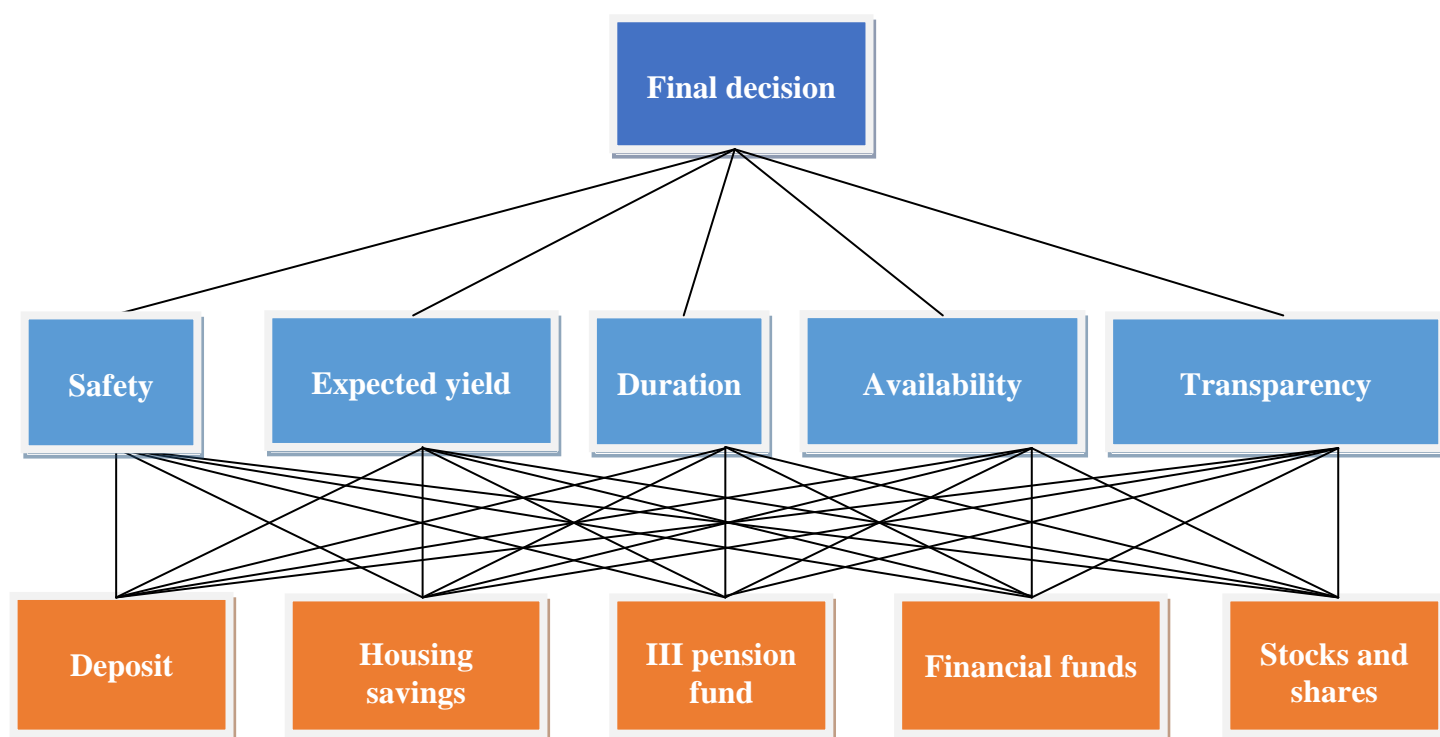 Final decision
Safety
Expected yield
Duration
Availability
Transparency
Deposit
Housing
savings
III pension
fund
Financial funds
Stocks and
shares